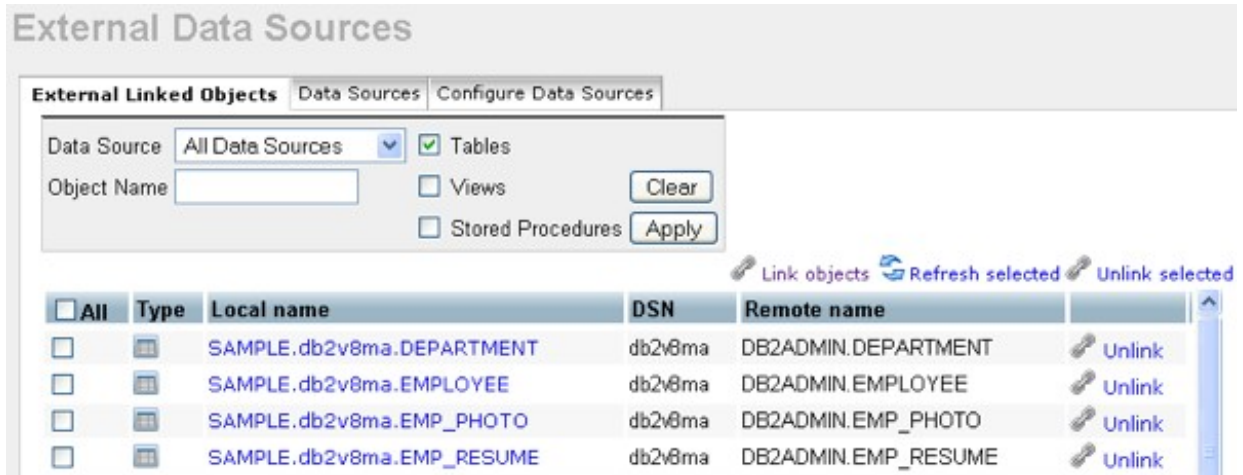 External Data Sources
External Linked Objects Data Sources Configure Data Sources
Data Source All Data Sources Tables
Object Name Views Clear
Stored Procedures Apply
Link objects Refresh selected Unlink selected
All Type Local name DSN Remote name
SAMPLE.db2v8ma.DEPARTMENT db2v8ma DB2ADMIN.DEPARTMENT Unlink
SAMPLE.db2v8ma.EMPLOYEE db2v8ma DB2ADMIN.EMPLOYEE Unlink
SAMPLE.db2v8ma.EMP_PHOTO db2v8ma DB2ADMIN.EMP_PHOTO Unlink
SAMPLE.db2v8ma.EMP_RESUME db2v8ma DB2ADMIN.EMP_RESUME Unlink